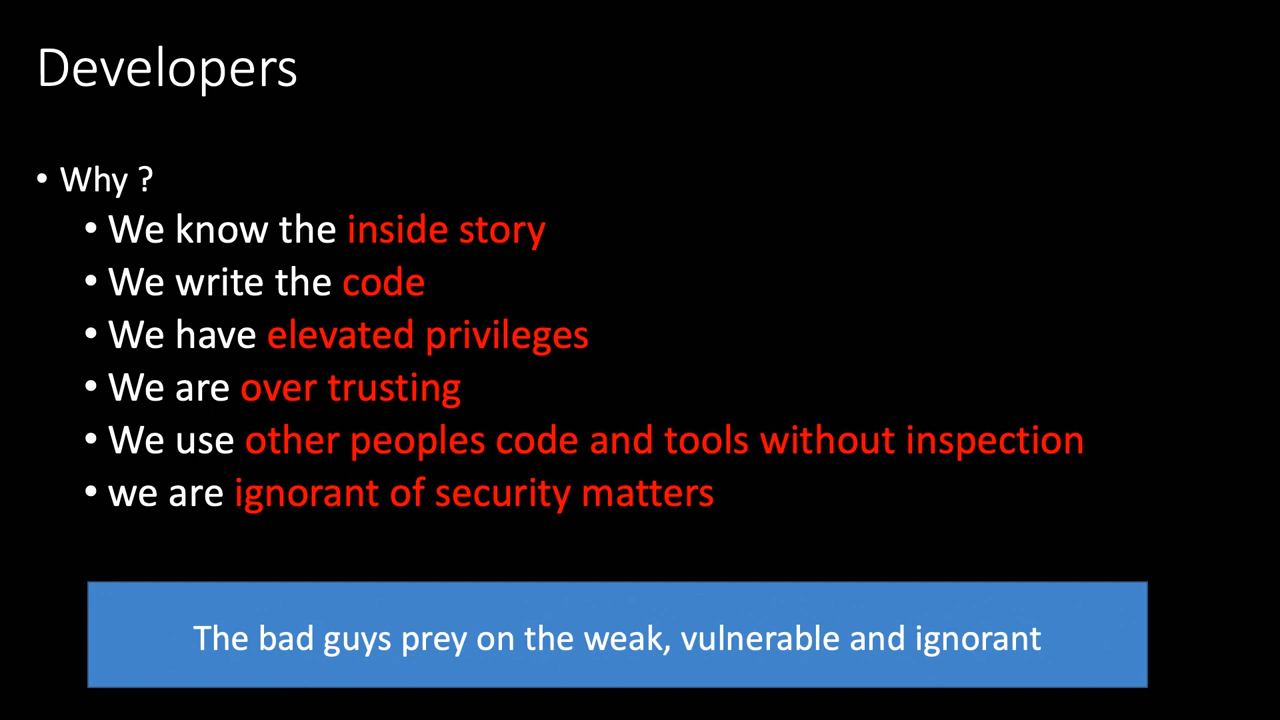 Developers
• Why ?
• We know the inside story
• We write the code
• We have elevated privileges
• We are over trusting
• We use other peoples code and tools without inspection
• we are ignorant of security matters
The bad guys prey on the weak, vulnerable and ignorant